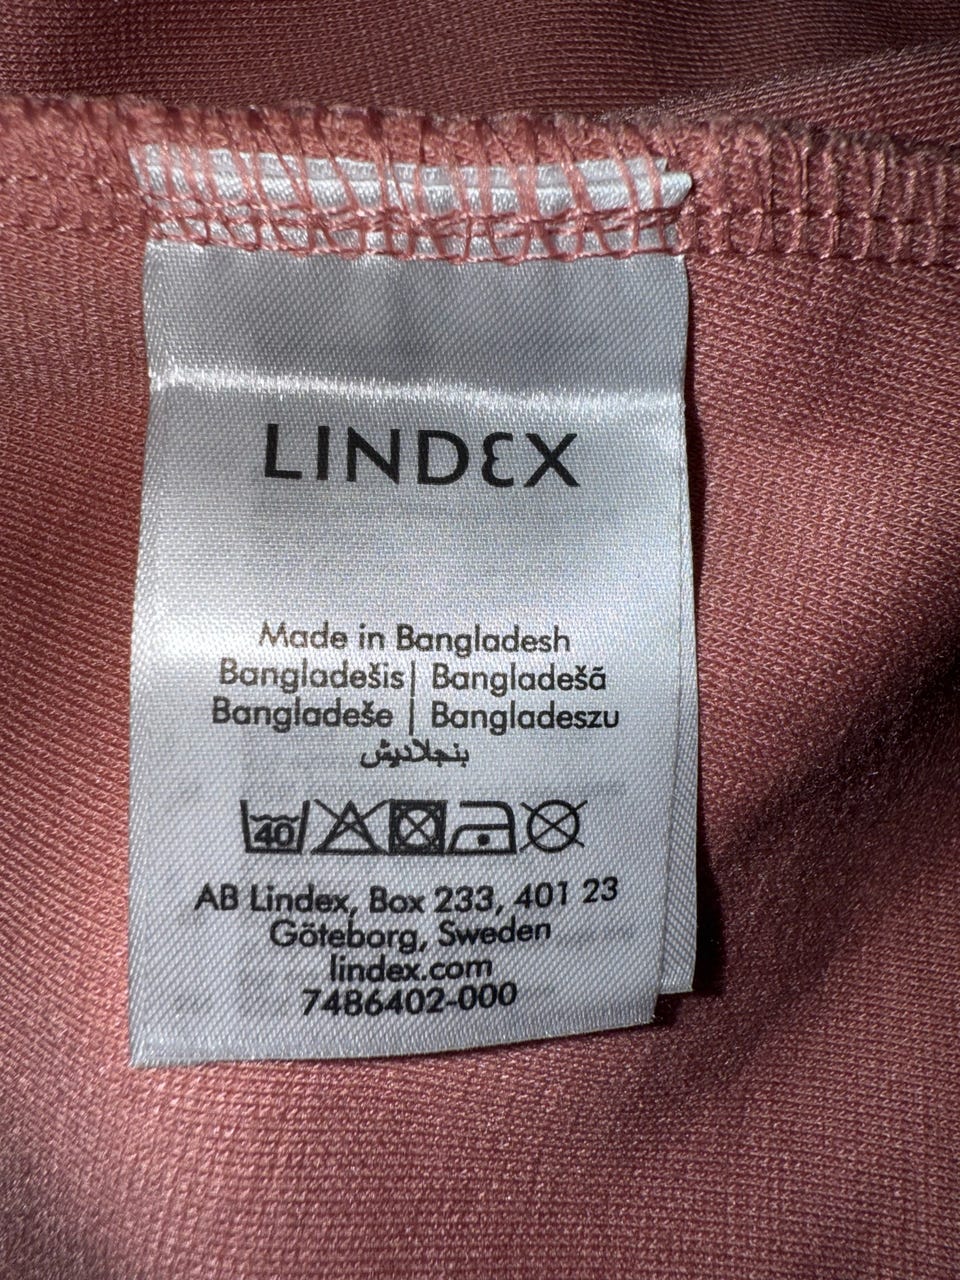 LINDEX
Made in Bangladesh
Bangladešis | Bangladešā
Bangladeše | Bangladeszu
بنجلاديش
40
AB Lindex, Box 233, 401 23
Göteborg, Sweden
lindex.com
7486402-000